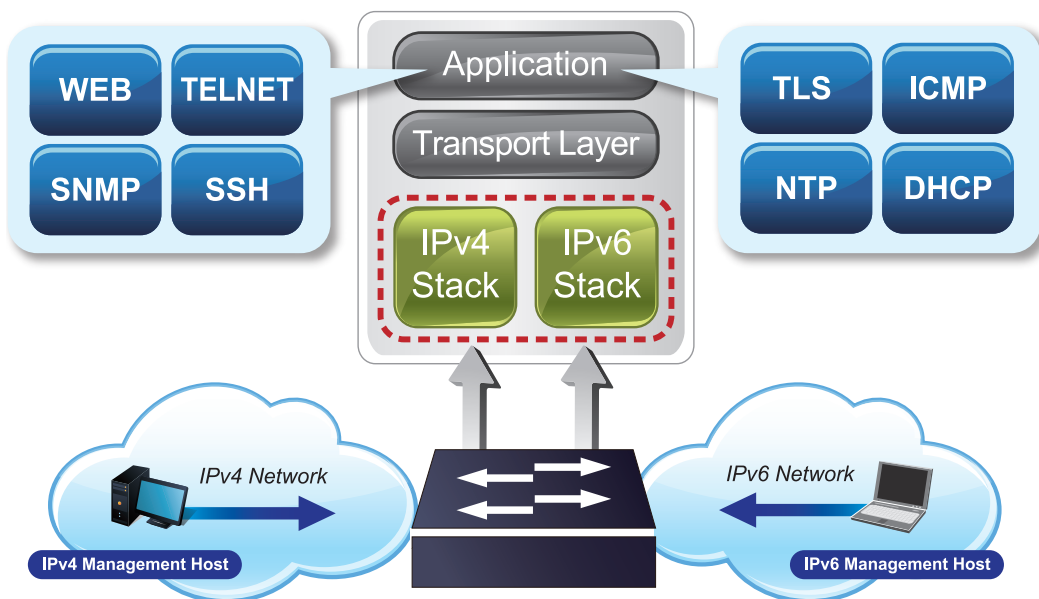 WEB
TELNET
SNMP
SSH
Application
Transport Layer
IPv4
Stack
IPv6
Stack
TLS
ICMP
NTP
DHCP
IPv4 Network
IPv4 Management Host
IPv6 Network
IPv6 Management Host